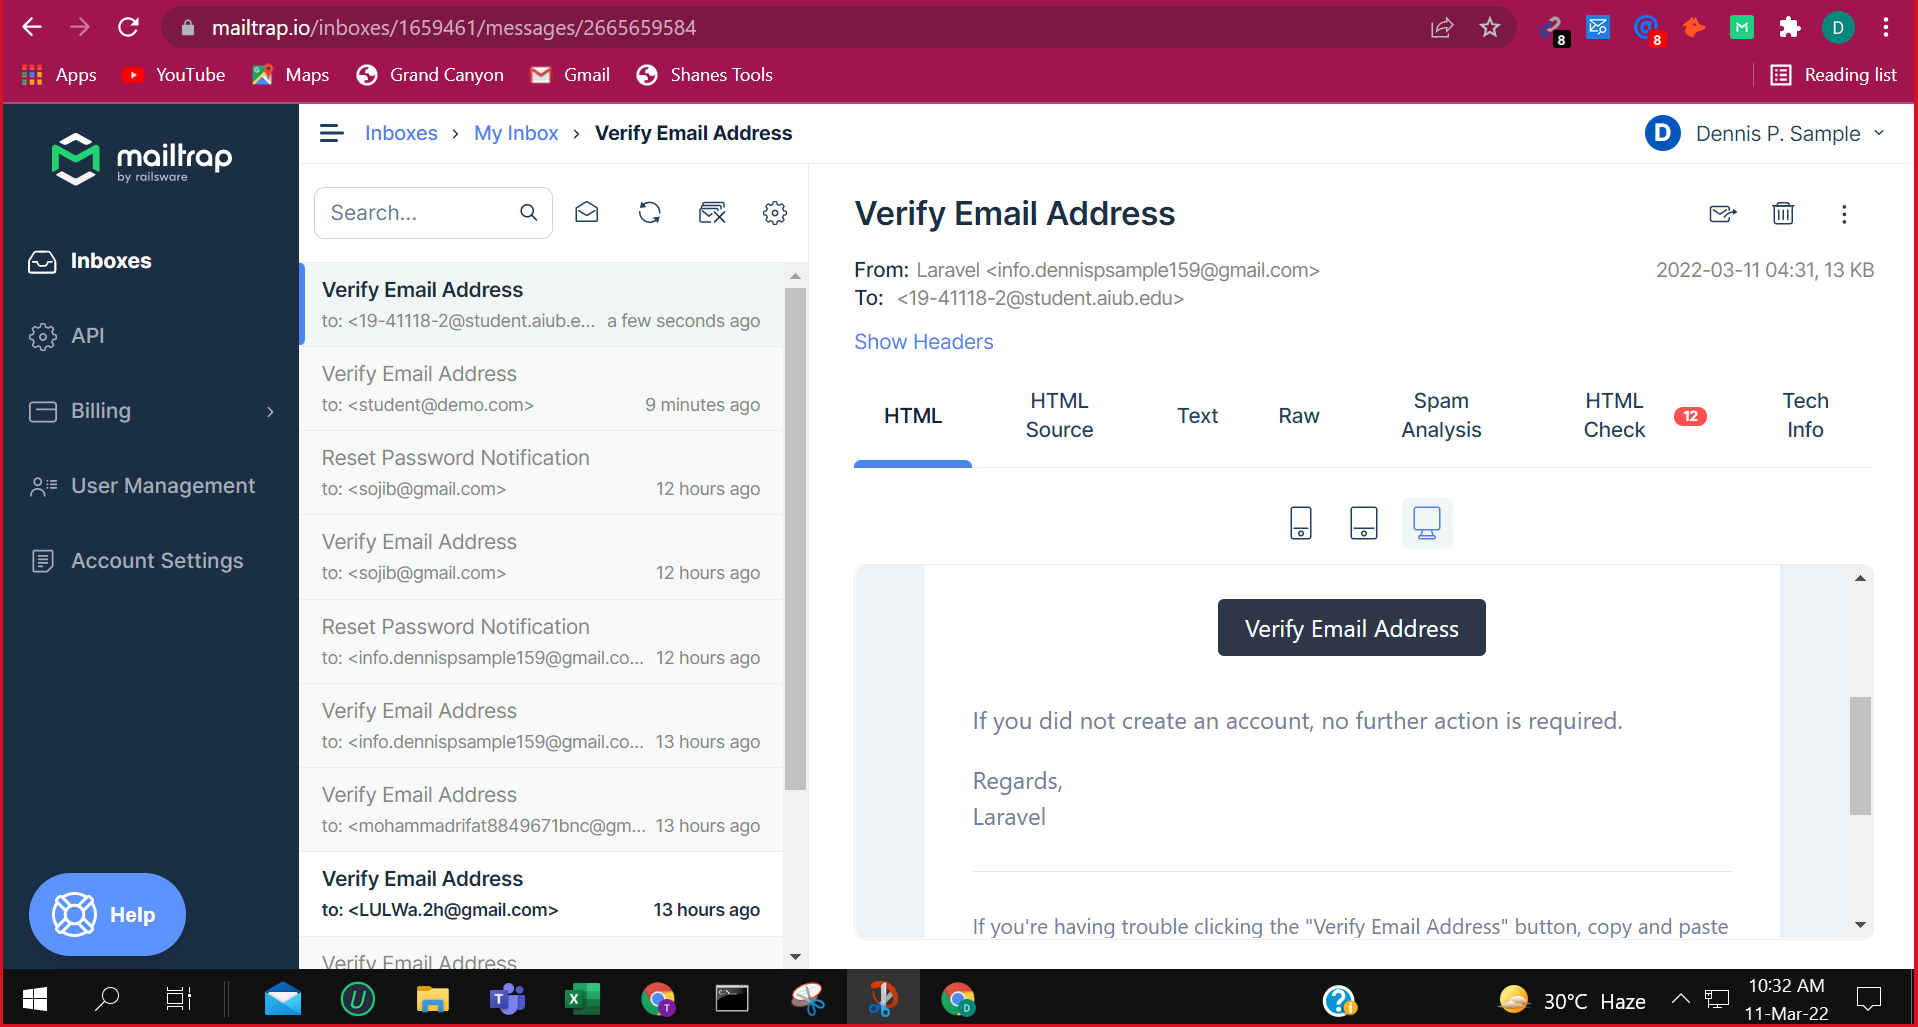 mailtrap.io/inboxes/1659461/messages/2665659584
8
8
D
Apps
YouTube
Maps
Grand Canyon
Gmail
Shanes Tools
Reading list
mailtrap
by railsware
Inboxes
API
Billing
User Management
Account Settings
Help
Inboxes › My Inbox › Verify Email Address
D Dennis P. Sample
Search...
Verify Email Address
to: <19-41118-2@student.aiub.e... a few seconds ago
Verify Email Address
to: <student@demo.com> 9 minutes ago
Reset Password Notification
to: <sojib@gmail.com> 12 hours ago
Verify Email Address
to: <sojib@gmail.com> 12 hours ago
Reset Password Notification
to: <info.dennispsample159@gmail.co... 12 hours ago
Verify Email Address
to: <info.dennispsample159@gmail.co... 13 hours ago
Verify Email Address
to: <mohammadrifat8849671bnc@gm... 13 hours ago
Verify Email Address
to: <LULWa.2h@gmail.com> 13 hours ago
Verify Email Address
Verify Email Address
From: Laravel <info.dennispsample159@gmail.com> 2022-03-11 04:31, 13 KB
To: <19-41118-2@student.aiub.edu>
Show Headers
HTML
HTML
Source
Text
Raw
Spam
Analysis
HTML
Check
12
Tech
Info
Verify Email Address
If you did not create an account, no further action is required.
Regards,
Laravel
If you're having trouble clicking the "Verify Email Address" button, copy and paste
30°C Haze
10:32 AM
11-Mar-22